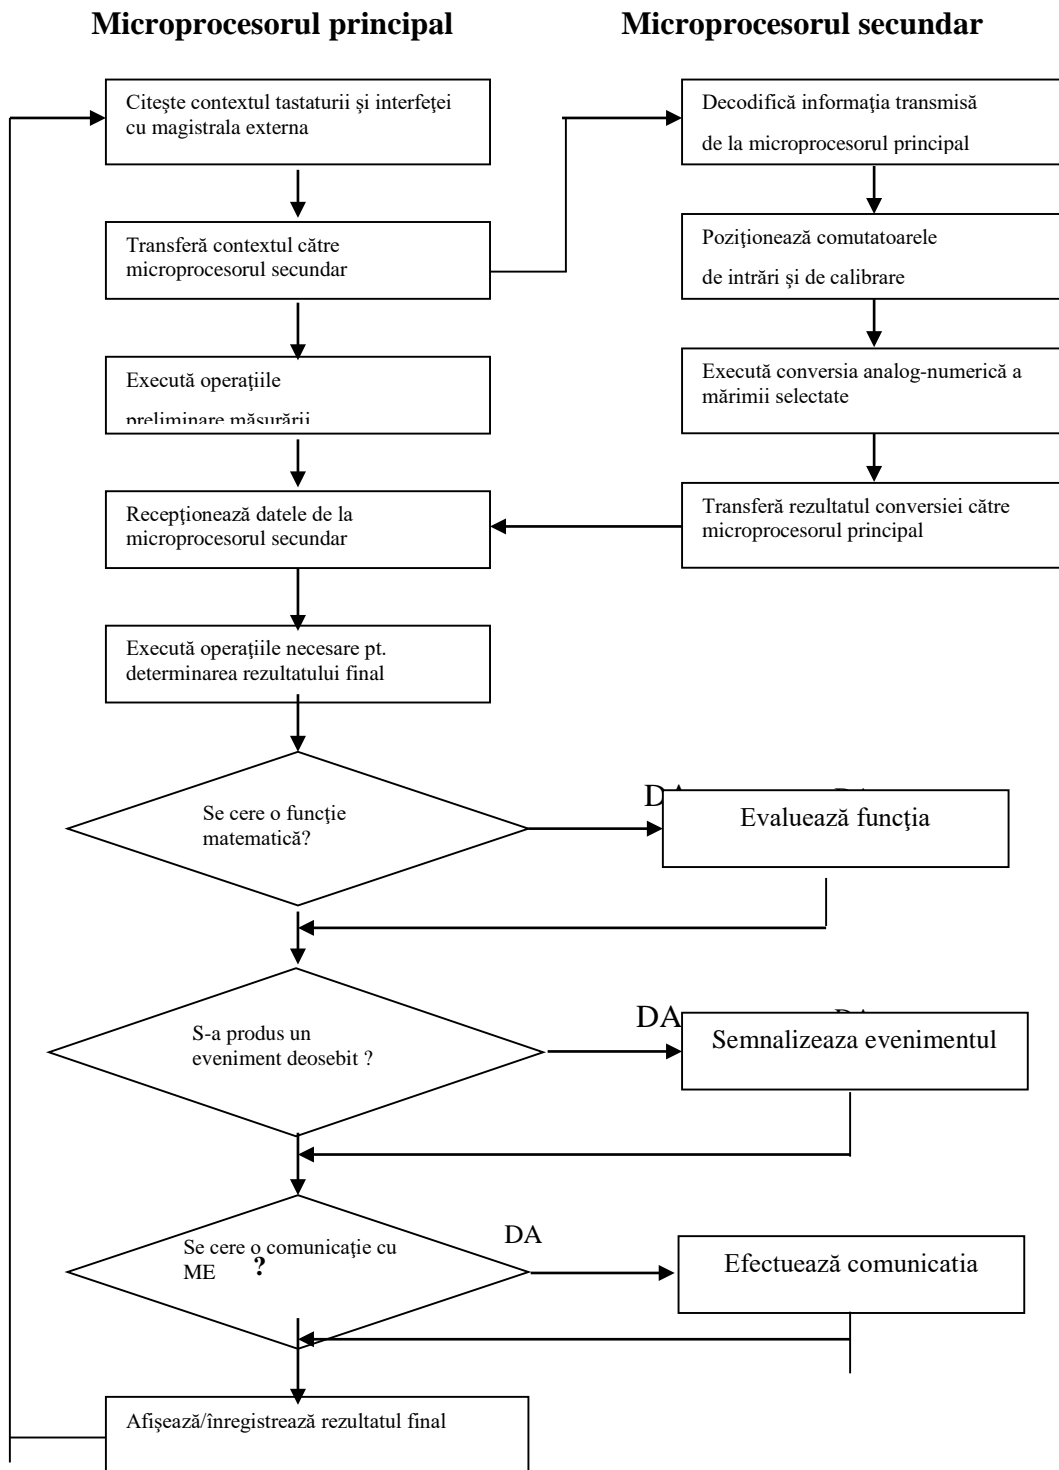 Microprocesorul principal
Microprocesorul secundar
Citeşte contextul tastaturii şi interfeţei
cu magistrala externa
Transferă contextul către
microprocesorul secundar
Execută operaţiile
preliminare măsurării
Recepţionează datele de la
microprocesorul secundar
Execută operaţiile necesare pt.
determinarea rezultatului final
Decodifică informaţia transmisă
de la microprocesorul principal
Poziţionează comutatoarele
de intrări şi de calibrare
Execută conversia analog-numerică a
mărimii selectate
Transferă rezultatul conversiei către
microprocesorul principal
Se cere o funcţie
matematică?
DA
Evaluează funcţia
S-a produs un
eveniment deosebit ?
DA
Semnalizeaza evenimentul
Se cere o comunicaţie cu
ME ?
DA
Efectuează comunicatia
Afişează/înregistrează rezultatul final